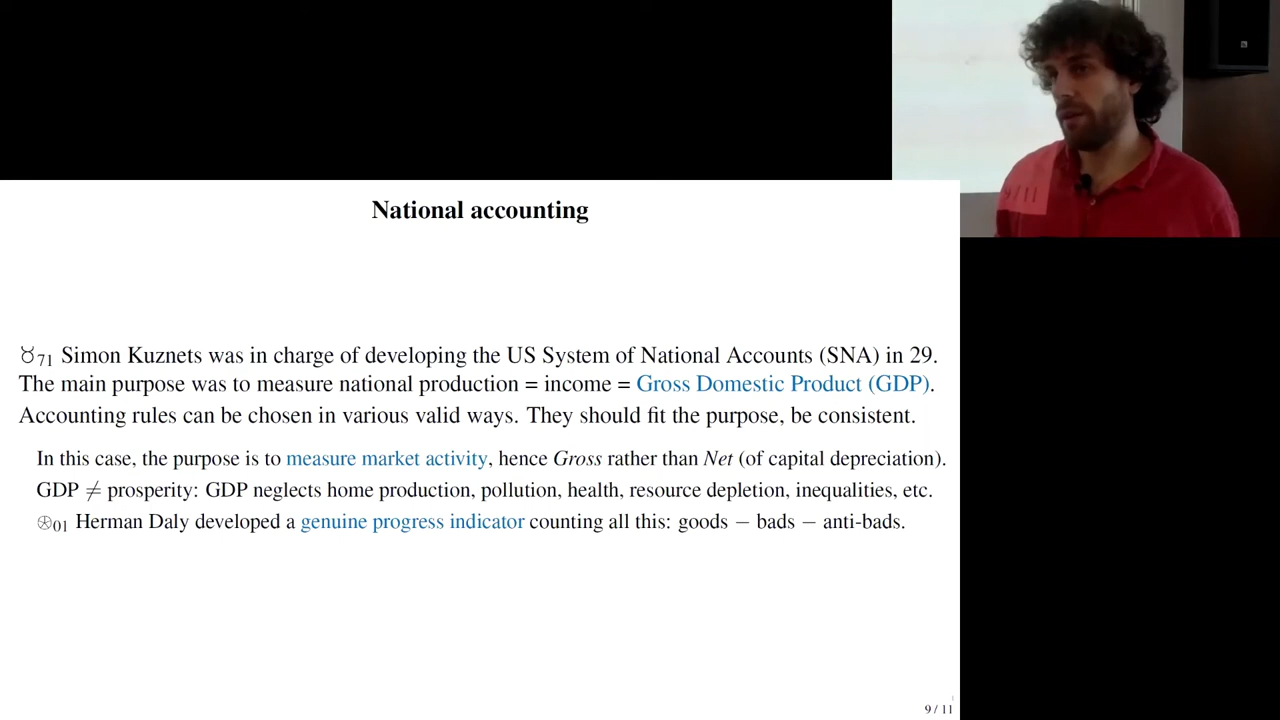 National accounting
♉71 Simon Kuznets was in charge of developing the US System of National Accounts (SNA) in 29.
The main purpose was to measure national production = income = Gross Domestic Product (GDP).
Accounting rules can be chosen in various valid ways. They should fit the purpose, be consistent.
In this case, the purpose is to measure market activity, hence Gross rather than Net (of capital depreciation).
GDP ≠ prosperity: GDP neglects home production, pollution, health, resource depletion, inequalities, etc.
⊛01 Herman Daly developed a genuine progress indicator counting all this: goods − bads − anti-bads.
9 / 11
9/11